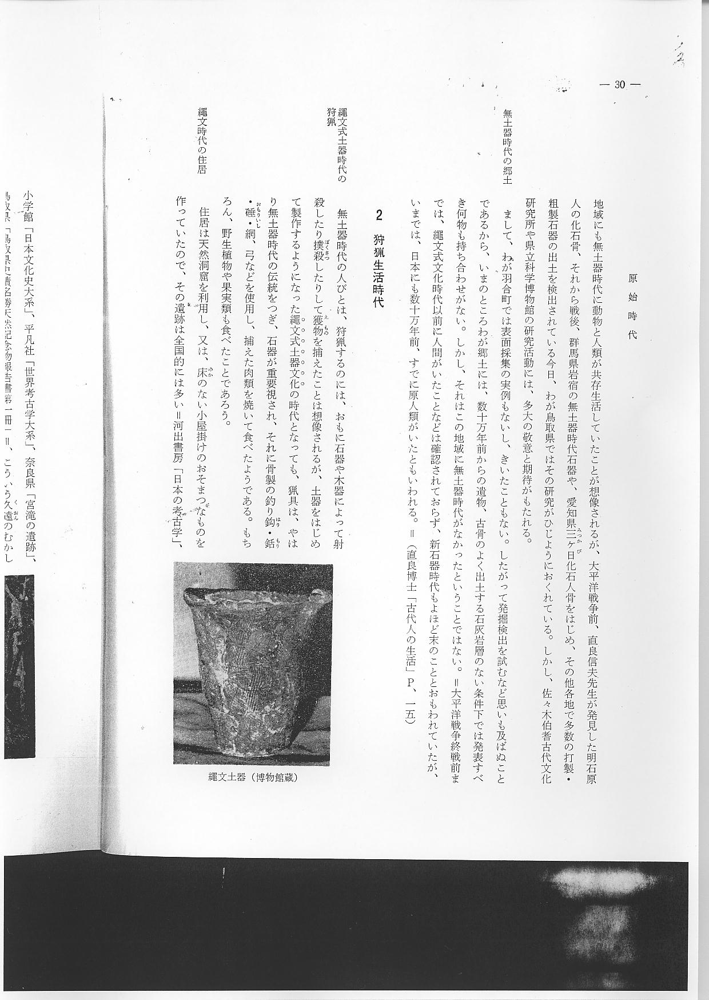 — 30 —
原始時代
地域にも無土器時代に動物と人類が共存生活していたことが想像されるが、大平洋戦争前、直良信夫先生が発見した明石原
人の化石骨、それから戦後、群馬県岩宿の無土器時代石器や、愛知県三ヶ日化石人骨をはじめ、その他各地で多数の打製・
粗製石器の出土を検出されている今日、わが鳥取県ではその研究がひじょうにおくれている。しかし、佐々木伯耆古代文化
研究所や県立科学博物館の研究活動には、多大の敬意と期待がもたれる。
無土器時代の郷土
まして、わが羽合町では表面採集の実例もないし、きいたこともない。したがって発掘検出を試むなど思いも及ばぬこと
であるから、いまのところわが郷土には、数十万年前からの遺物、古骨のよく出土する石灰岩層のない条件下では発表すべ
き何物も持ち合わせがない。しかし、それはこの地域に無土器時代がなかったということではない。＝大平洋戦争終戦前ま
では、縄文式文化時代以前に人間がいたことなどは確認されておらず、新石器時代もよほど末のこととおもわれていたが、
いまでは、日本にも数十万年前、すでに原人類がいたともいわれる。＝（直良博士「古代人の生活」Ｐ、一五）
2 狩猟生活時代
縄文式土器時代の
狩猟
無土器時代の人びとは、狩猟するのには、おもに石器や木器によって射
殺したり撲殺したりして獲物を捕えたことは想像されるが、土器をはじめ
て製作するようになった縄文式土器文化の時代となっても、猟具は、やは
り無土器時代の伝統をつぎ、石器が重要視され、それに骨製の釣り鈎・銛
・硾・網、弓などを使用し、捕えた肉類を焼いて食べたようである。もち
ろん、野生植物や果実類も食べたことであろう。
縄文時代の住居
住居は天然洞窟を利用し、又は、床のない小屋掛けのおそまつなものを
作っていたので、その遺跡は全国的には多い＝河出書房「日本の考古学」、
縄文土器（博物館蔵）
小学館「日本文化史大系」、平凡社「世界考古学大系」、奈良県「宮滝の遺跡」、
鳥取県「鳥取県史蹟名勝天然記念物報告書第一冊」＝、こういう久遠のむかし